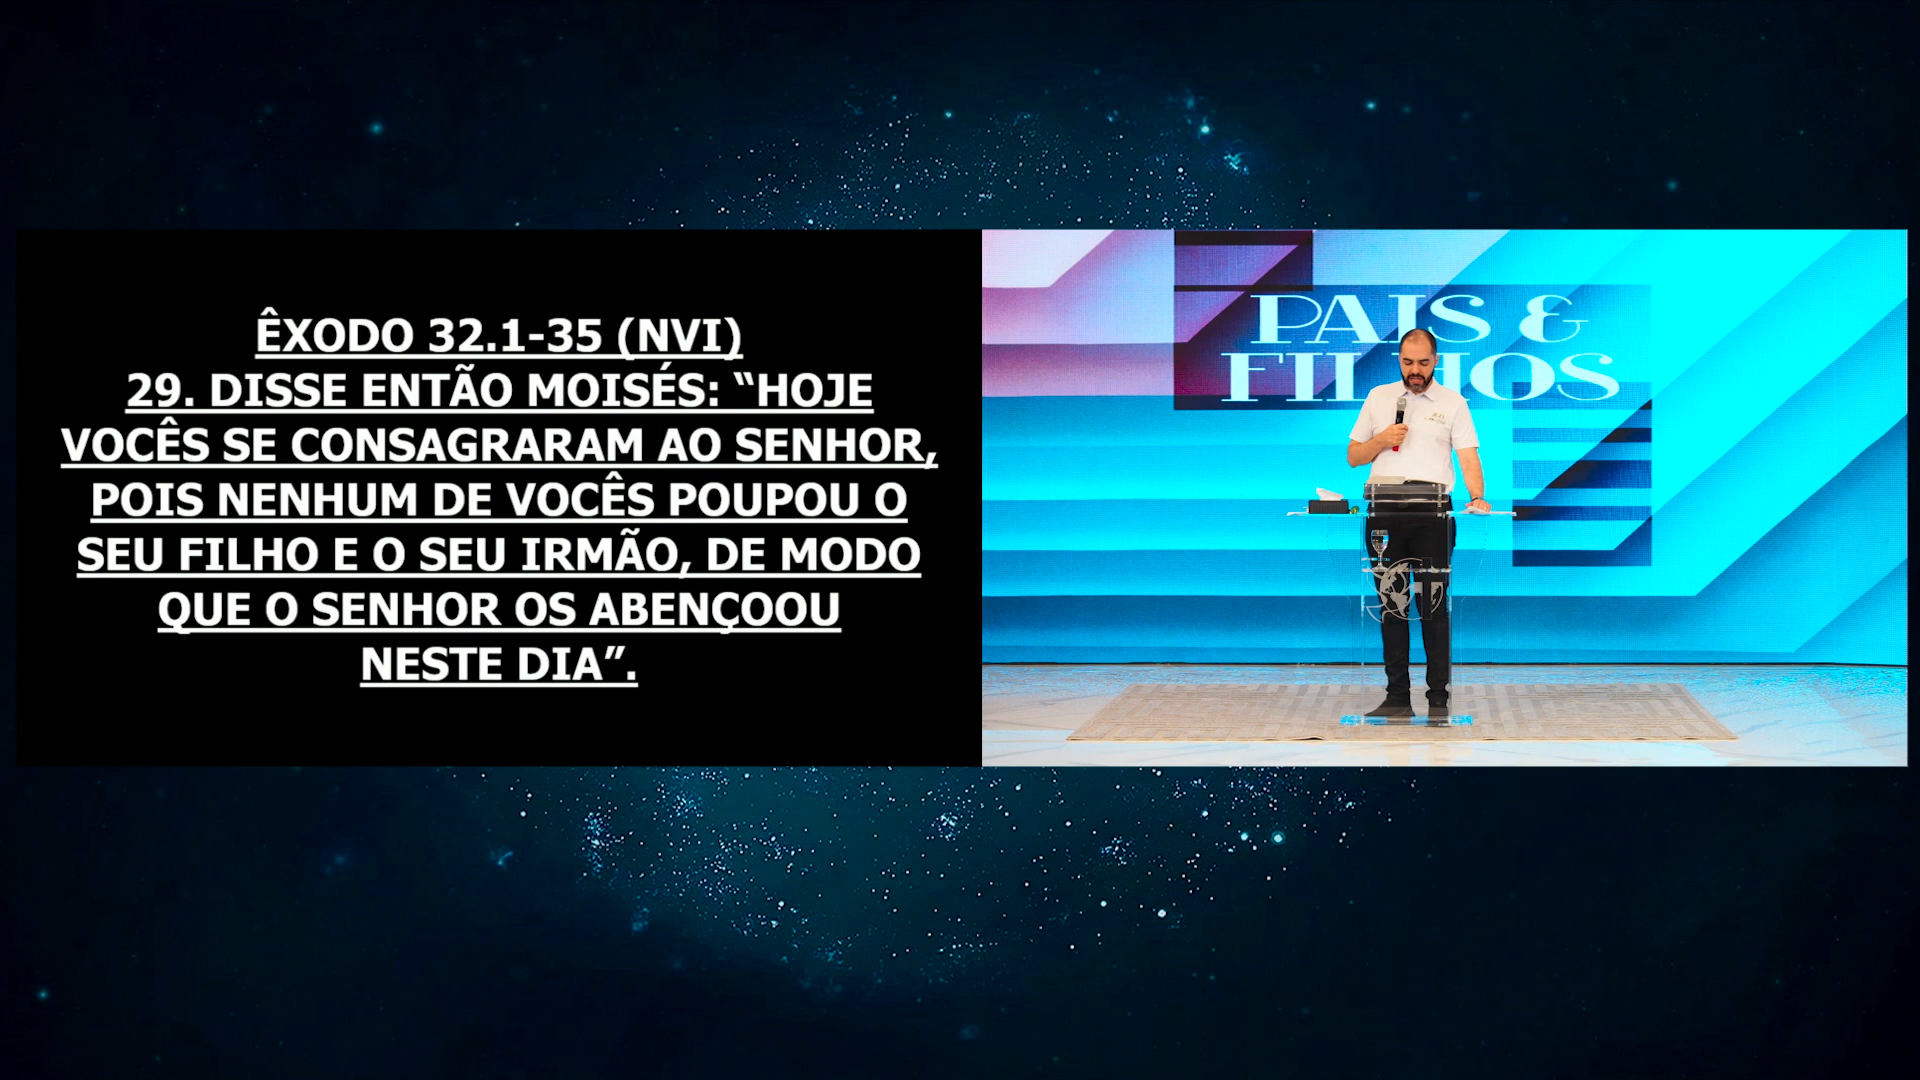 ÊXODO 32.1-35 (NVI)
29. DISSE ENTÃO MOISÉS: “HOJE
VOCÊS SE CONSAGRARAM AO SENHOR,
POIS NENHUM DE VOCÊS POUPOU O
SEU FILHO E O SEU IRMÃO, DE MODO
QUE O SENHOR OS ABENÇOOU
NESTE DIA”.
PAIS &
FILHOS